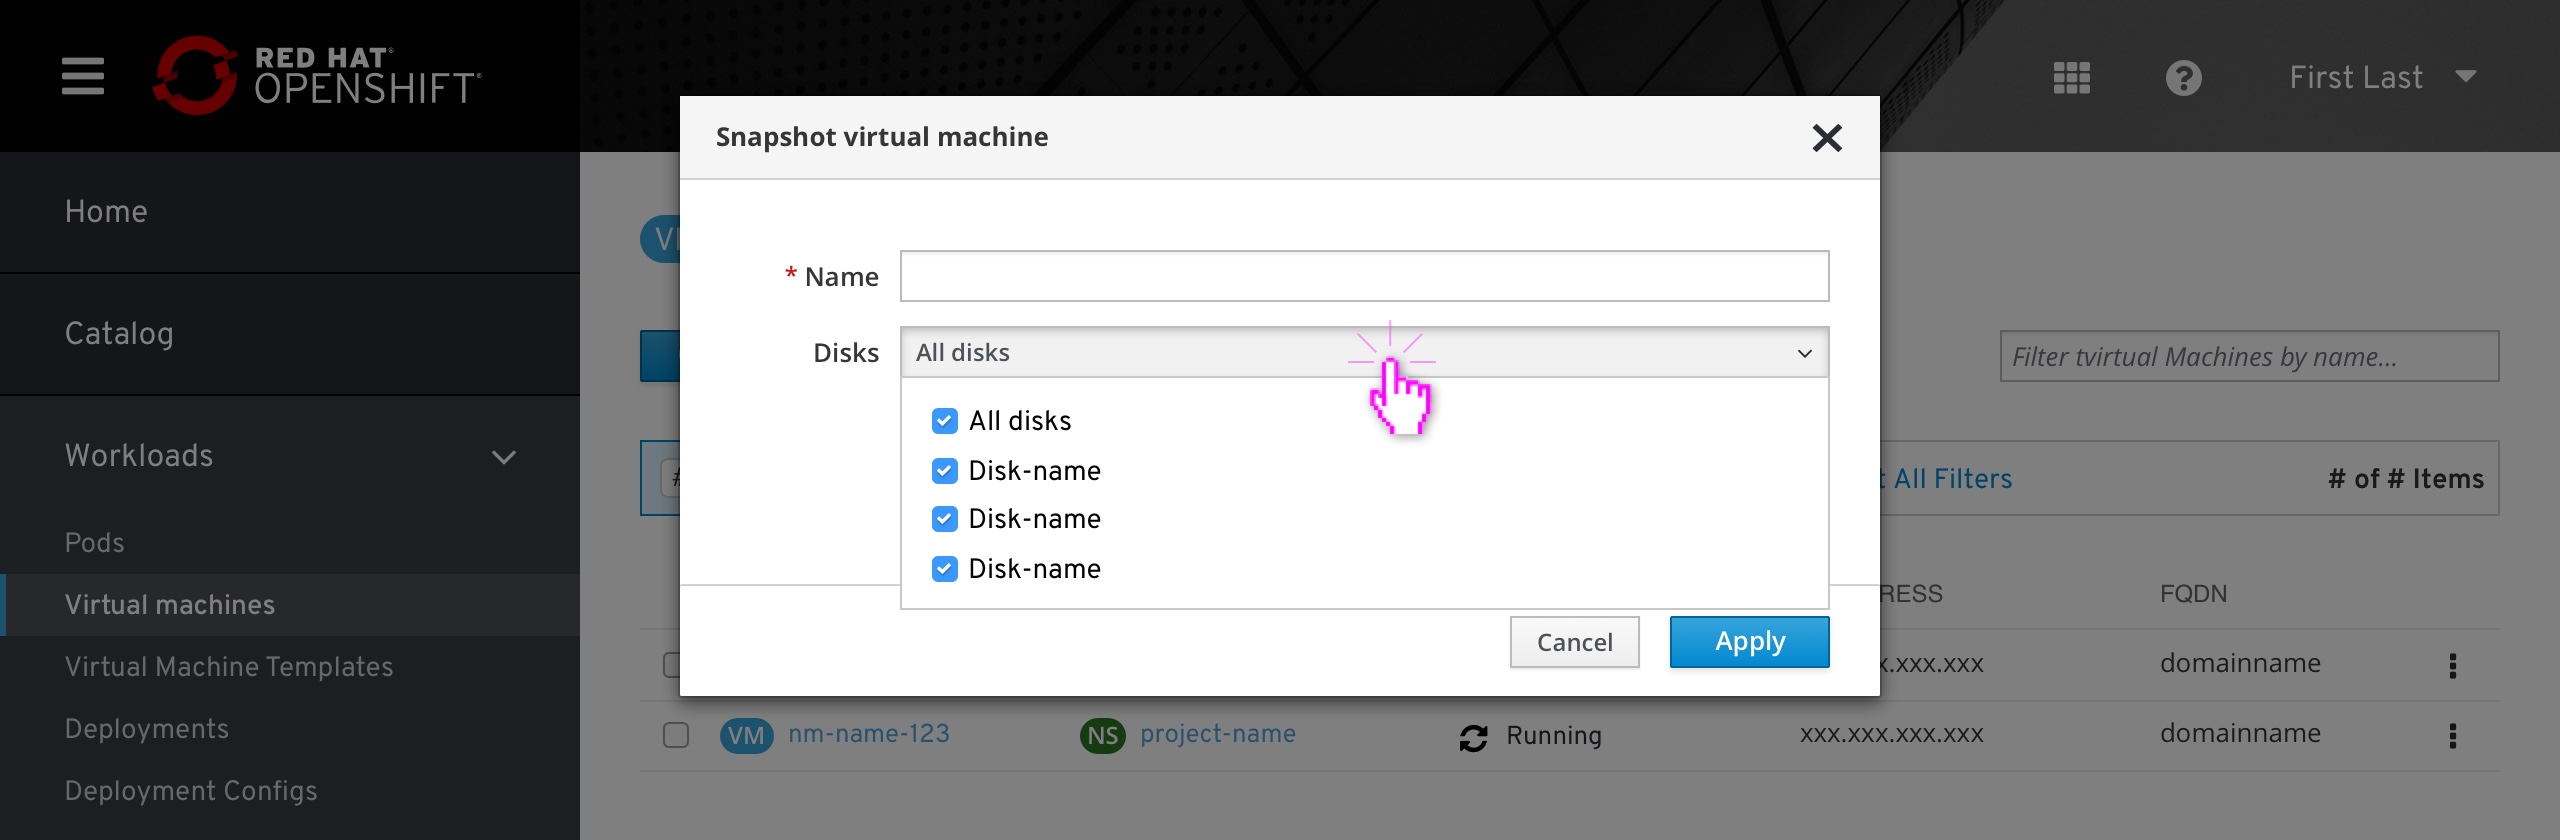 RED HAT®
OPENSHIFT®
First Last
Snapshot virtual machine
Home
Catalog
Workloads
Pods
Virtual machines
Virtual Machine Templates
Deployments
Deployment Configs
* Name
Disks
All disks
All disks
Disk-name
Disk-name
Disk-name
Cancel
Apply
Filter tvirtual Machines by name...
All Filters
# of # Items
FQDN
x.xxx.xxx
domainname
VM nm-name-123
NS project-name
Running
xxx.xxx.xxx.xxx
domainname